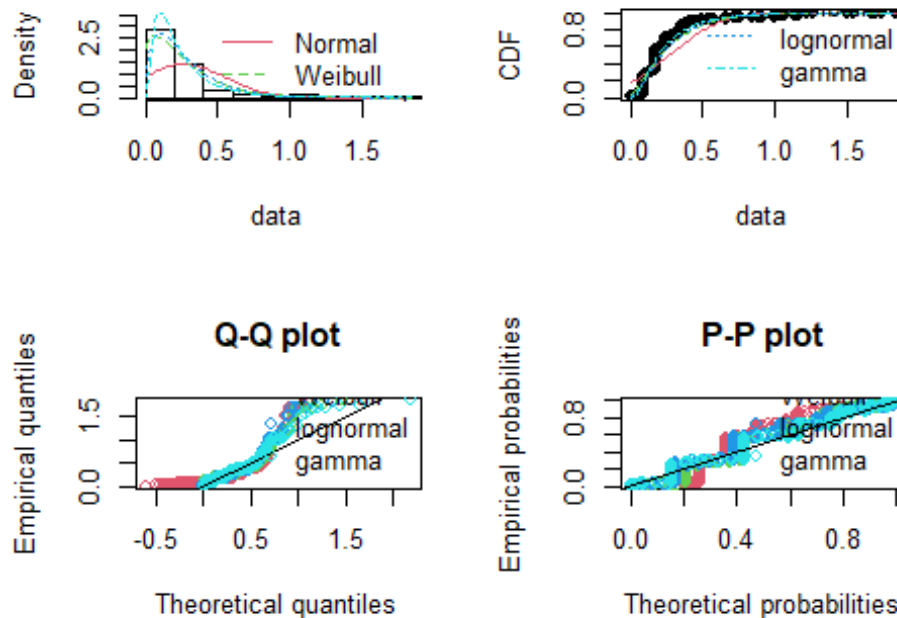 Density
0.0
2.5
Normal
Weibull
0.0 0.5 1.0 1.5
data
CDF
0.0
0.8
lognormal
gamma
0.0 0.5 1.0 1.5
data
Q-Q plot
Empirical quantiles
0.0
1.5
Weibull
lognormal
gamma
-0.5 0.5 1.5
Theoretical quantiles
P-P plot
Empirical probabilities
0.0
0.8
Weibull
lognormal
gamma
0.0 0.4 0.8
Theoretical probabilities